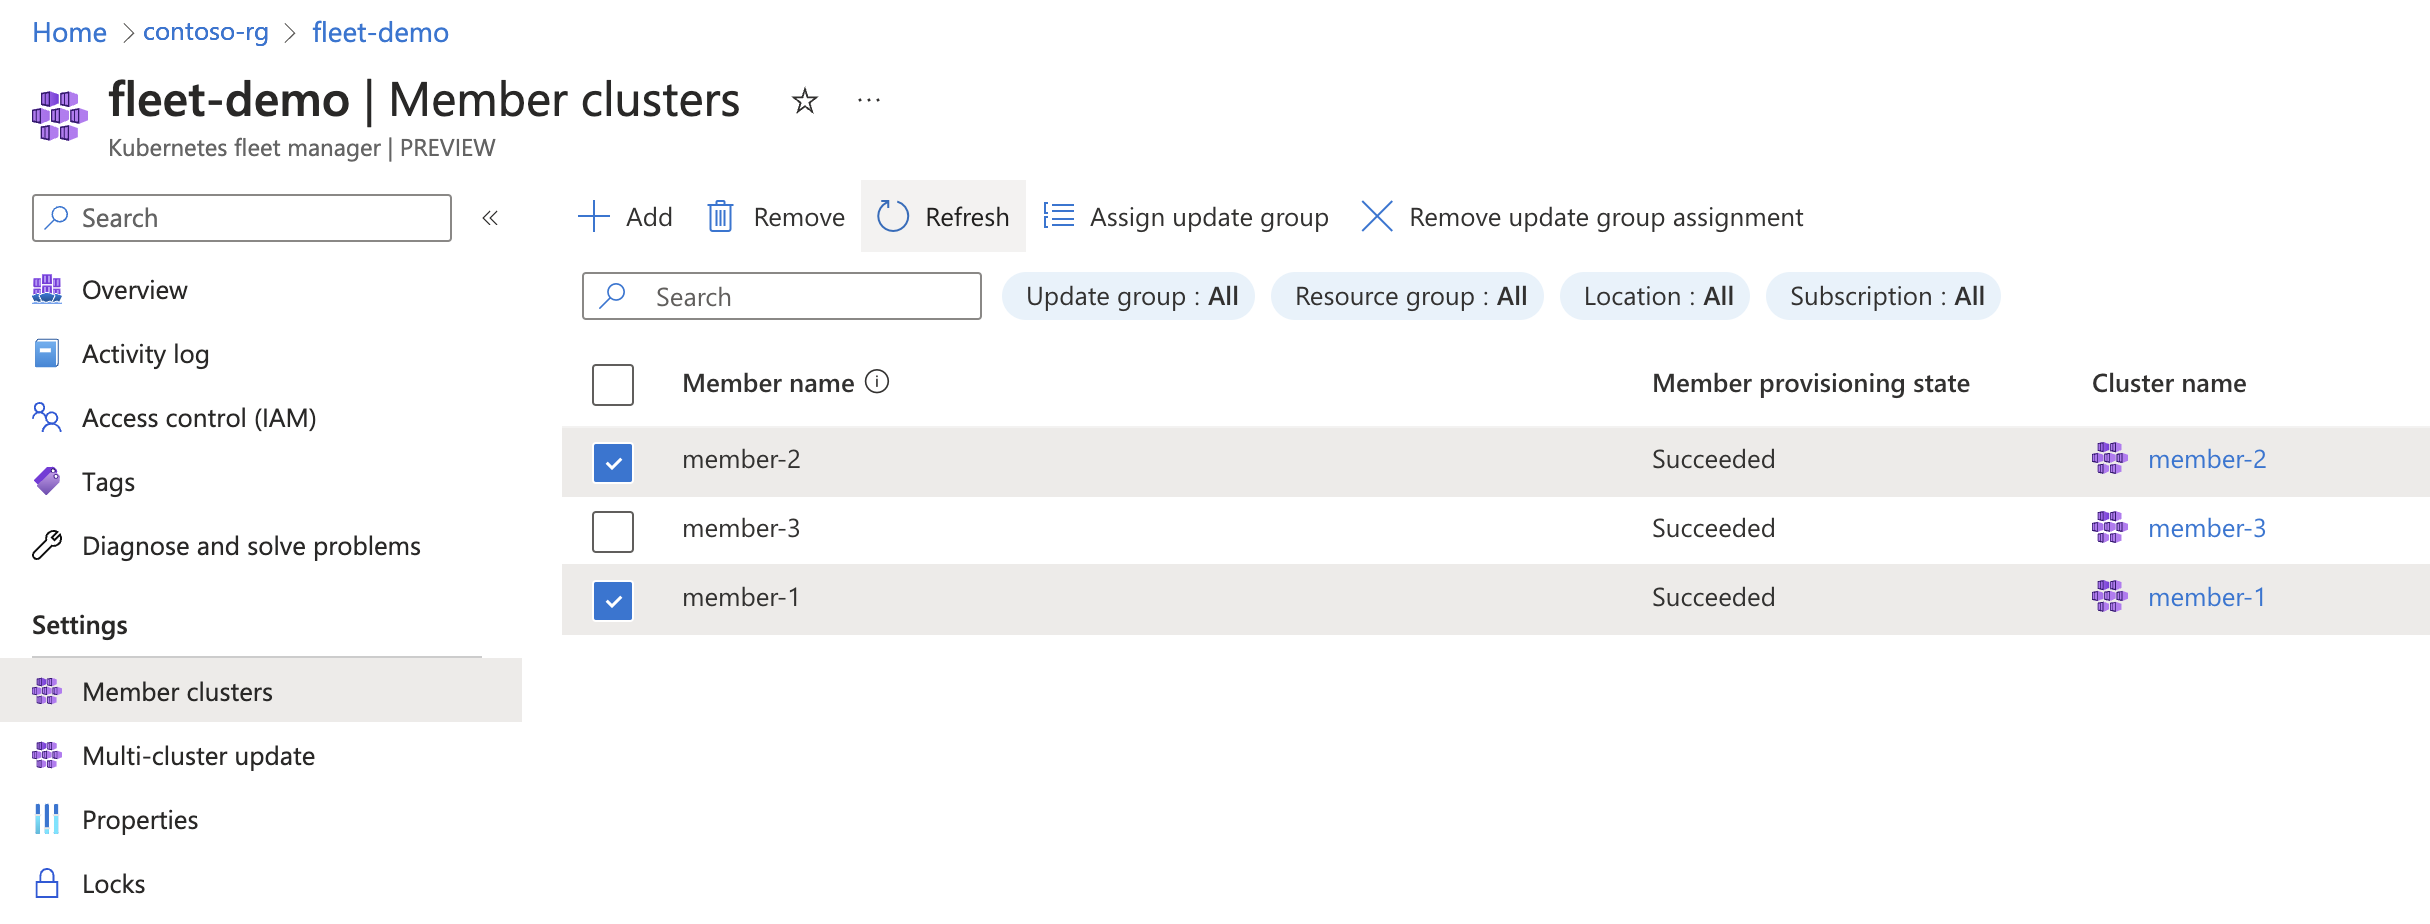 Home > contoso-rg > fleet-demo
fleet-demo | Member clusters
Kubernetes fleet manager | PREVIEW
Search
Overview
Activity log
Access control (IAM)
Tags
Diagnose and solve problems
Settings
Member clusters
Multi-cluster update
Properties
Locks
Add Remove Refresh Assign update group Remove update group assignment
Search Update group : All Resource group : All Location : All Subscription : All
Member name Member provisioning state Cluster name
member-2 Succeeded member-2
member-3 Succeeded member-3
member-1 Succeeded member-1